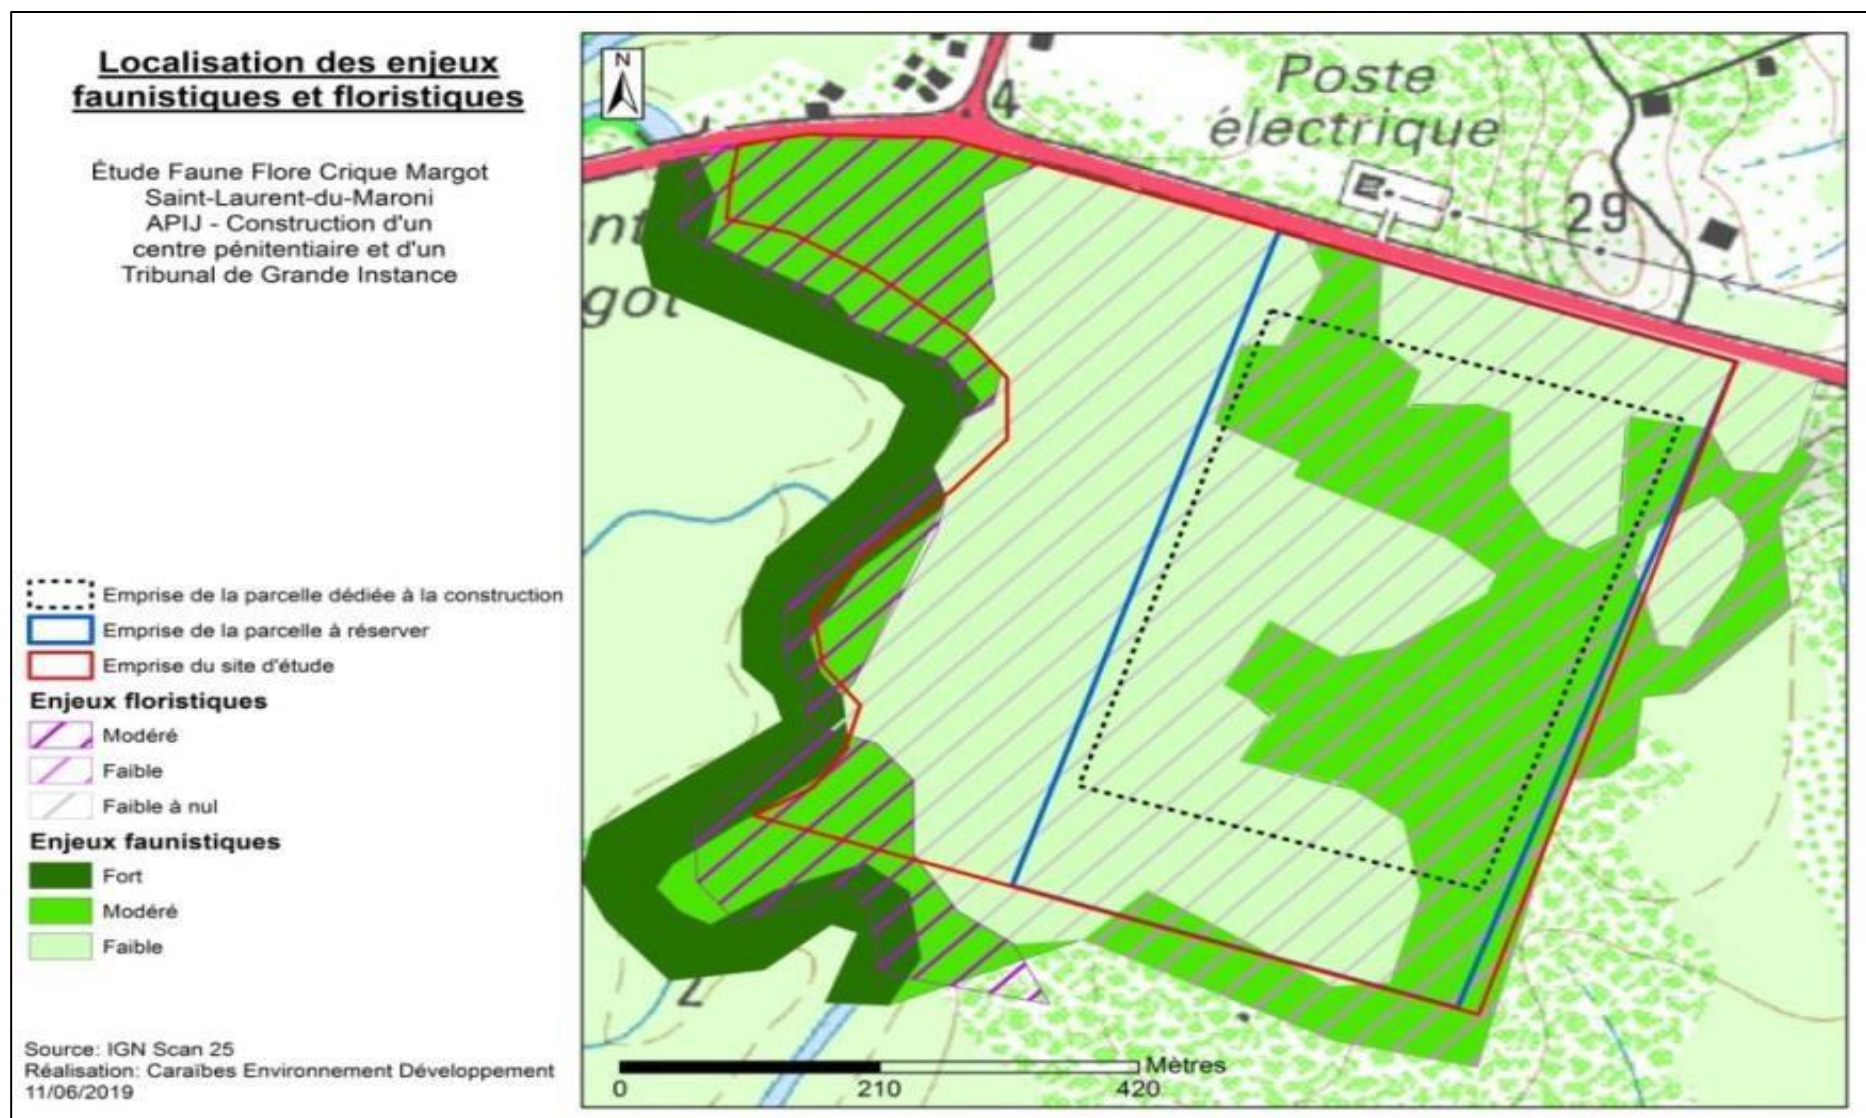 Localisation des enjeux
faunistiques et floristiques
Étude Faune Flore Crique Margot
Saint-Laurent-du-Maroni
APIJ - Construction d'un
centre pénitentiaire et d'un
Tribunal de Grande Instance
Emprise de la parcelle dédiée à la construction
Emprise de la parcelle à réserver
Emprise du site d'étude
Enjeux floristiques
Modéré
Faible
Faible à nul
Enjeux faunistiques
Fort
Modéré
Faible
Source: IGN Scan 25
Réalisation: Caraïbes Environnement Développement
11/06/2019
N
4
Poste
électrique
29
nt
got
2
Mètres
0 210 420